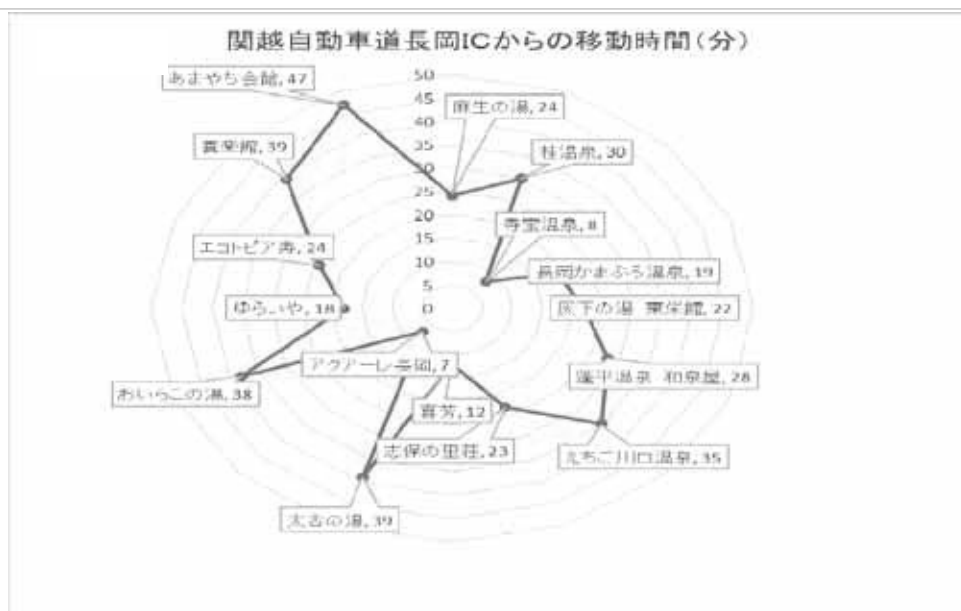 関越自動車道長岡ICからの移動時間(分)
あまやち会館, 47
麻生の湯, 24
桂温泉, 30
喜楽館, 39
寺宝温泉, 8
エコトピア寿, 24
長岡かまぶろ温泉, 19
灰下の湯 東栄館, 22
ゆらいや, 18
アクアーレ長岡, 7
蓬平温泉 和泉屋, 28
おいらこの湯, 38
喜芳, 12
志保の里荘, 23
えちご川口温泉, 35
太古の湯, 39
50
45
40
35
30
25
20
15
10
5
0